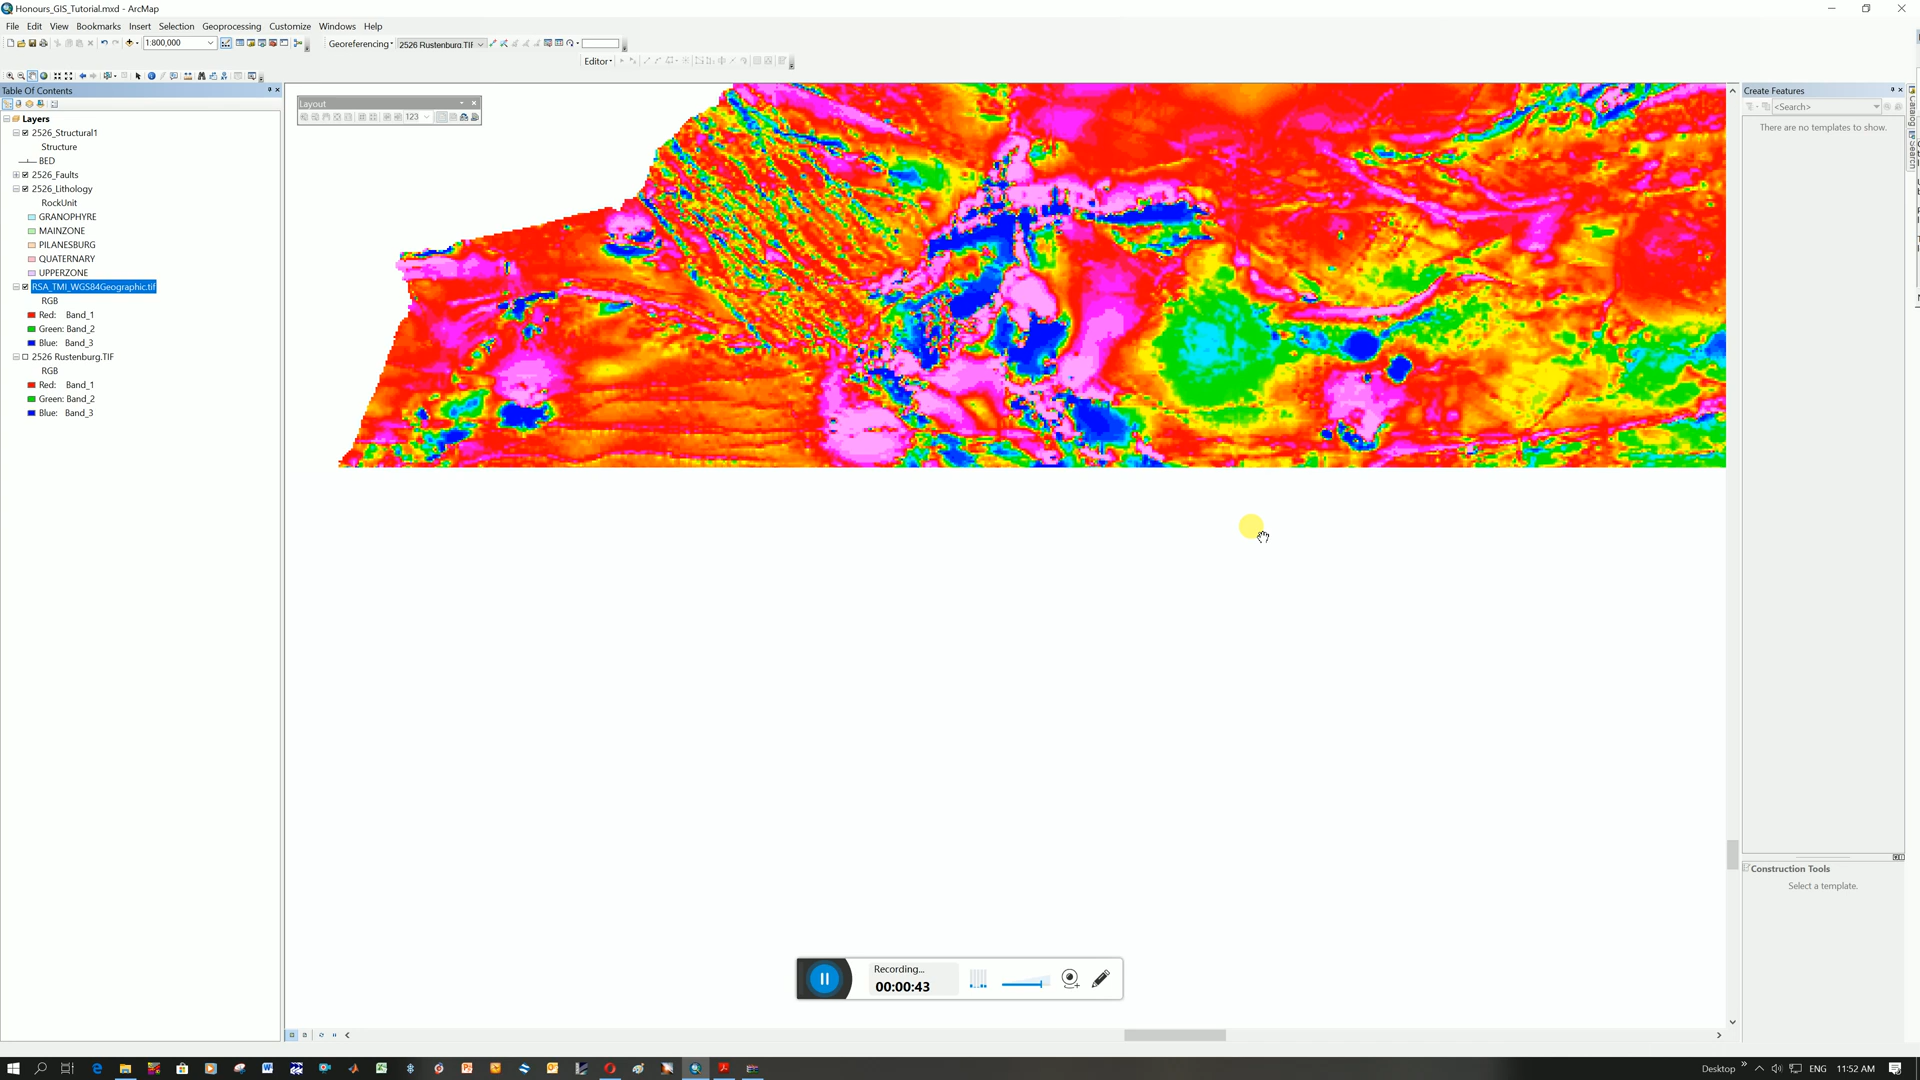 Honours_GIS_Tutorial.mxd - ArcMap
File Edit View Bookmarks Insert Selection Geoprocessing Customize Windows Help
1:800,000
Georeferencing
2526 Rustenburg.TIF
Editor
Table Of Contents
Layers
2526_Structural1
Structure
BED
2526_Faults
2526_Lithology
RockUnit
GRANOPHYRE
MAINZONE
PILANESBURG
QUATERNARY
UPPERZONE
RSA_TMI_WGS84Geographic.tif
RGB
Red: Band_1
Green: Band_2
Blue: Band_3
2526 Rustenburg.TIF
RGB
Red: Band_1
Green: Band_2
Blue: Band_3
Layout
123
Create Features
<Search>
There are no templates to show.
Catalog
Search
Construction Tools
Select a template.
Recording...
00:00:43
Desktop
ENG
11:52 AM